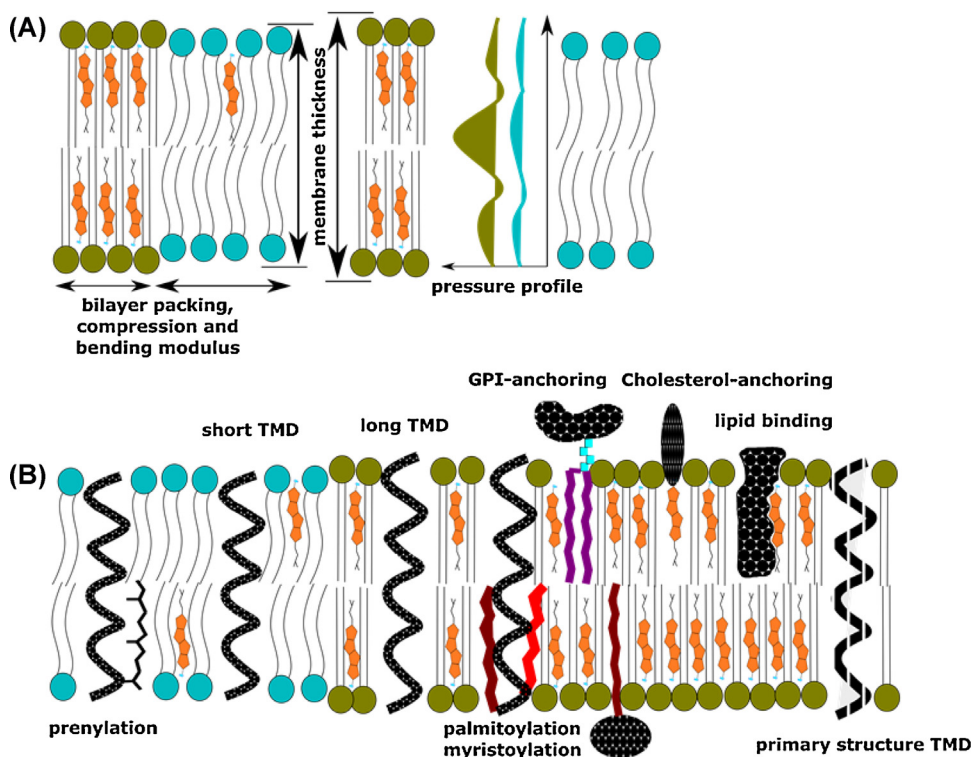 (A)
membrane thickness
pressure profile
bilayer packing,
compression and
bending modulus
GPI-anchoring
Cholesterol-anchoring
lipid binding
short TMD
long TMD
(B)
prenylation
palmitoylation
myristoylation
primary structure TMD